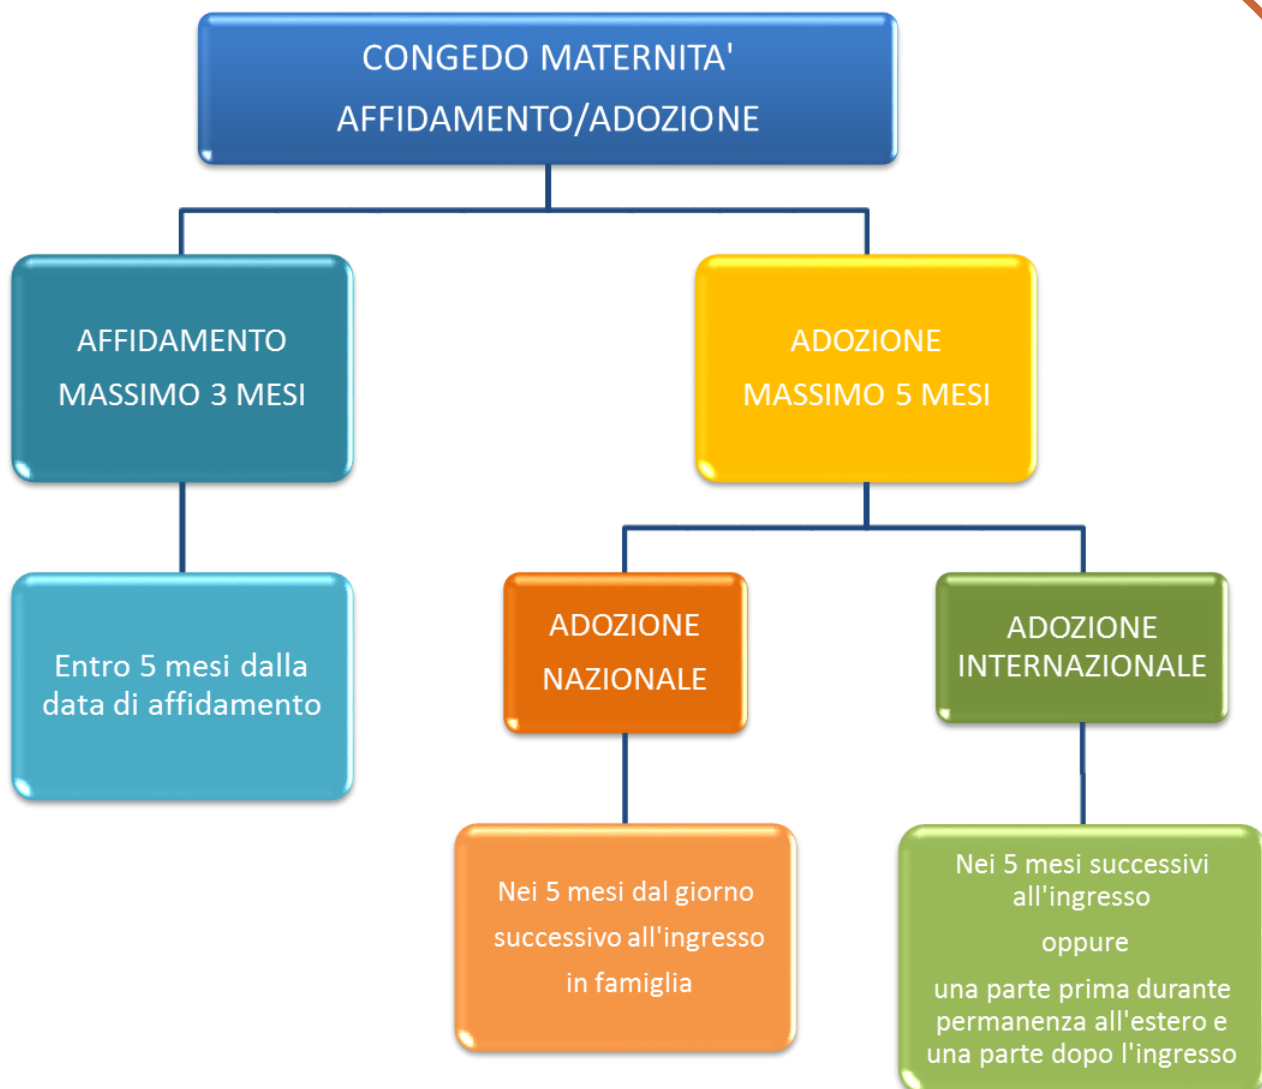 CONGEDO MATERNITA'
AFFIDAMENTO/ADOZIONE
AFFIDAMENTO
MASSIMO 3 MESI
ADOZIONE
MASSIMO 5 MESI
Entro 5 mesi dalla
data di affidamento
ADOZIONE
NAZIONALE
ADOZIONE
INTERNAZIONALE
Nei 5 mesi dal giorno
successivo all'ingresso
in famiglia
Nei 5 mesi successivi
all'ingresso
oppure
una parte prima durante
permanenza all'estero e
una parte dopo l'ingresso